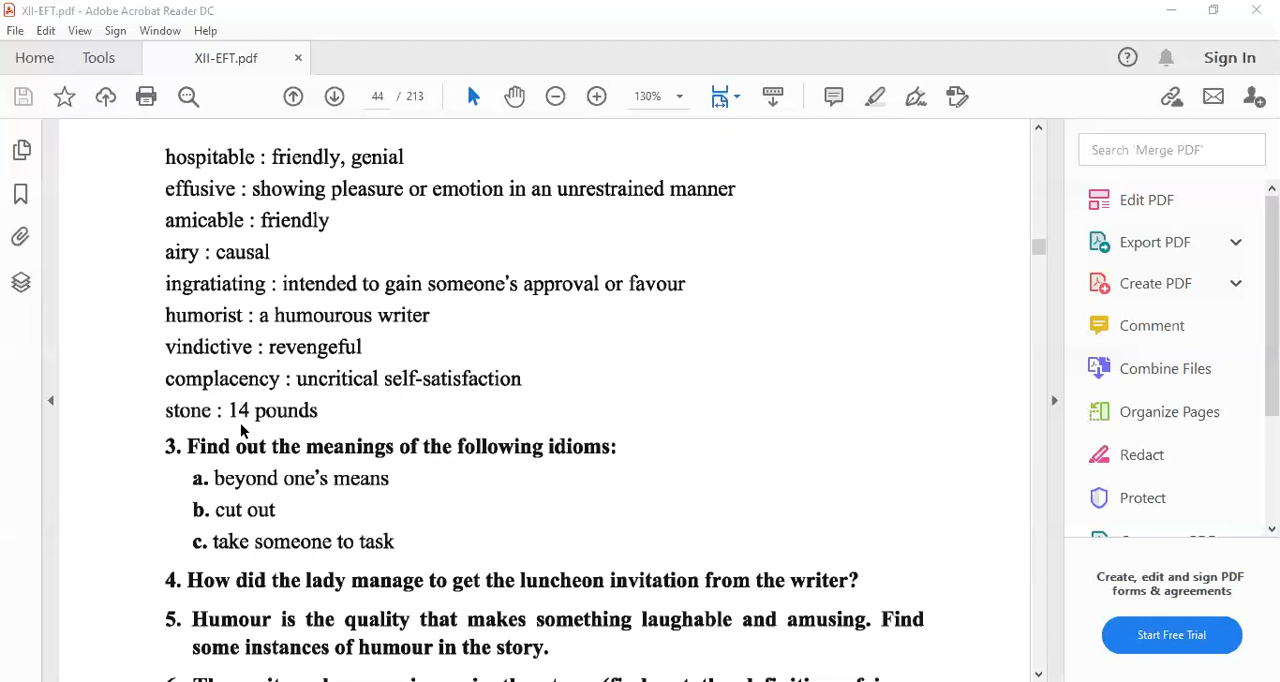 XII-EFT.pdf - Adobe Acrobat Reader DC
File Edit View Sign Window Help
Home Tools XII-EFT.pdf × Sign In
44 / 213 130%
hospitable : friendly, genial
effusive : showing pleasure or emotion in an unrestrained manner
amicable : friendly
airy : causal
ingratiating : intended to gain someone's approval or favour
humorist : a humourous writer
vindictive : revengeful
complacency : uncritical self-satisfaction
stone : 14 pounds
3. Find out the meanings of the following idioms:
a. beyond one's means
b. cut out
c. take someone to task
4. How did the lady manage to get the luncheon invitation from the writer?
5. Humour is the quality that makes something laughable and amusing. Find
some instances of humour in the story.
Search 'Merge PDF'
Edit PDF
Export PDF
Create PDF
Comment
Combine Files
Organize Pages
Redact
Protect
Create, edit and sign PDF
forms & agreements
Start Free Trial